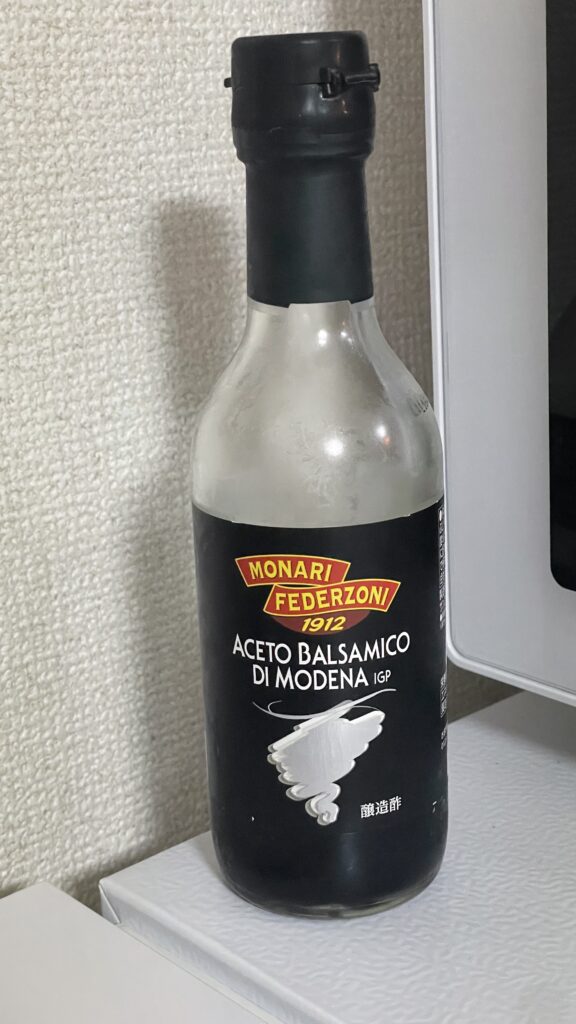 MONARI
FEDERZONI
1912
ACETO BALSAMICO
DI MODENA IGP
醸造酢